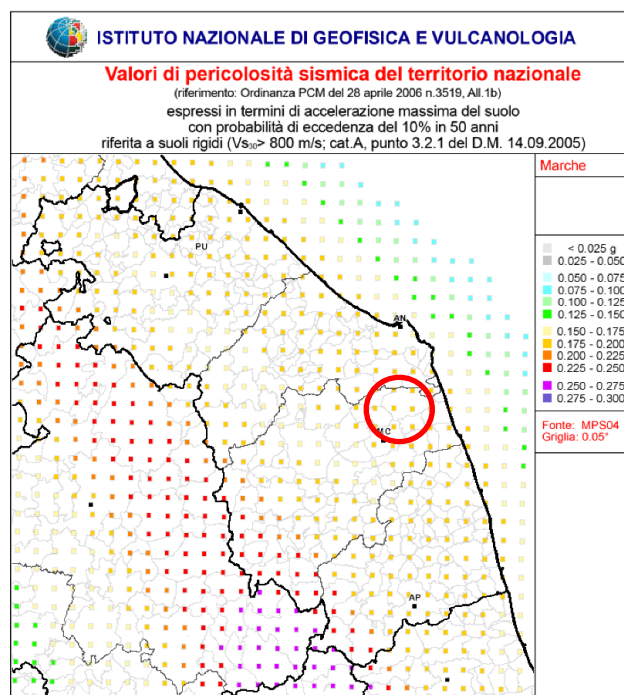 ISTITUTO NAZIONALE DI GEOFISICA E VULCANOLOGIA
Valori di pericolosità sismica del territorio nazionale
(riferimento: Ordinanza PCM del 28 aprile 2006 n.3519, All.1b)
espressi in termini di accelerazione massima del suolo
con probabilità di eccedenza del 10% in 50 anni
riferita a suoli rigidi (Vs₃₀> 800 m/s; cat.A, punto 3.2.1 del D.M. 14.09.2005)
Marche
PU
AN
MC
AP
< 0.025 g
0.025 - 0.050
0.050 - 0.075
0.075 - 0.100
0.100 - 0.125
0.125 - 0.150
0.150 - 0.175
0.175 - 0.200
0.200 - 0.225
0.225 - 0.250
0.250 - 0.275
0.275 - 0.300
Fonte: MPS04
Griglia: 0.05°